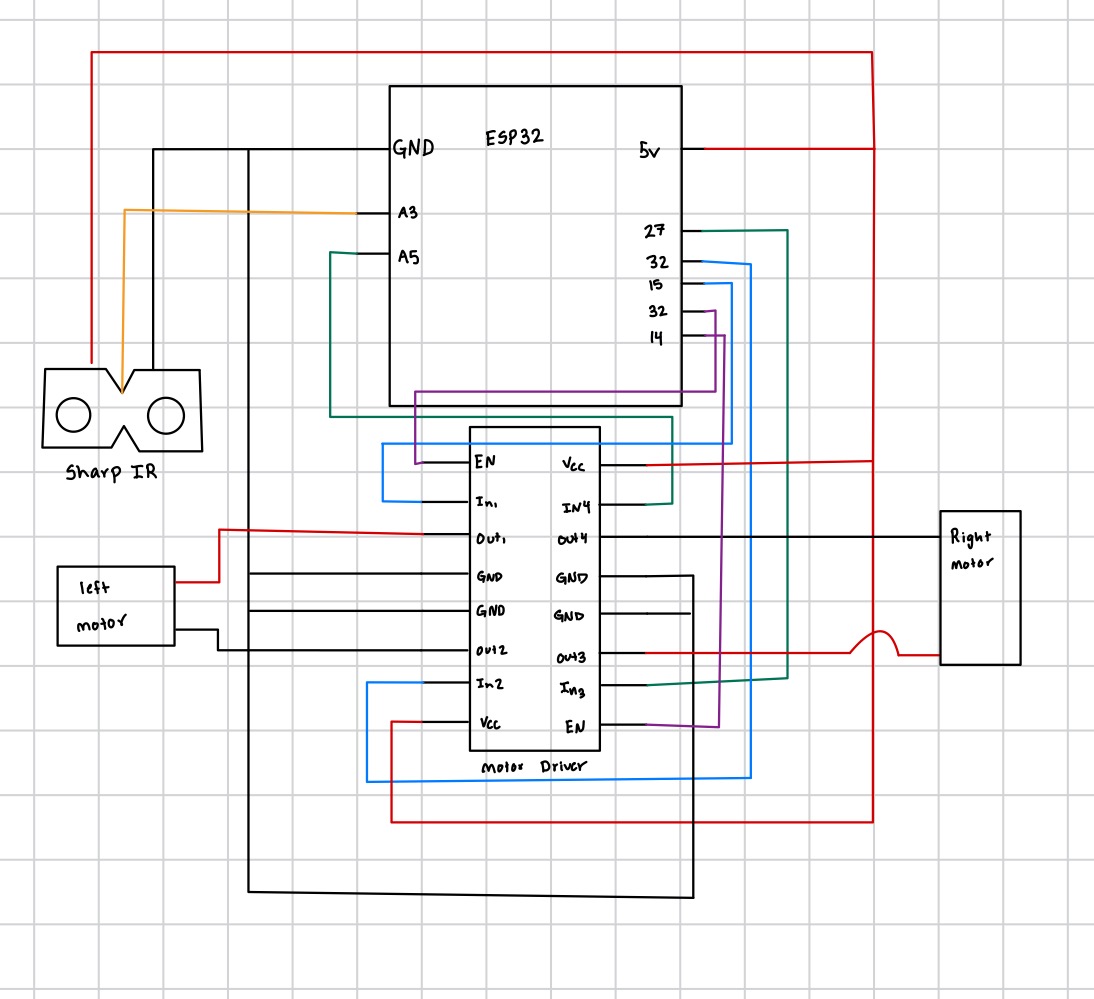 ESP32
GND
5v
A3
A5
27
32
15
32
14
Sharp IR
EN
In1
Out1
GND
GND
Out2
In2
Vcc
Vcc
IN4
Out4
GND
GND
Out3
In3
EN
Motor Driver
left
motor
Right
motor